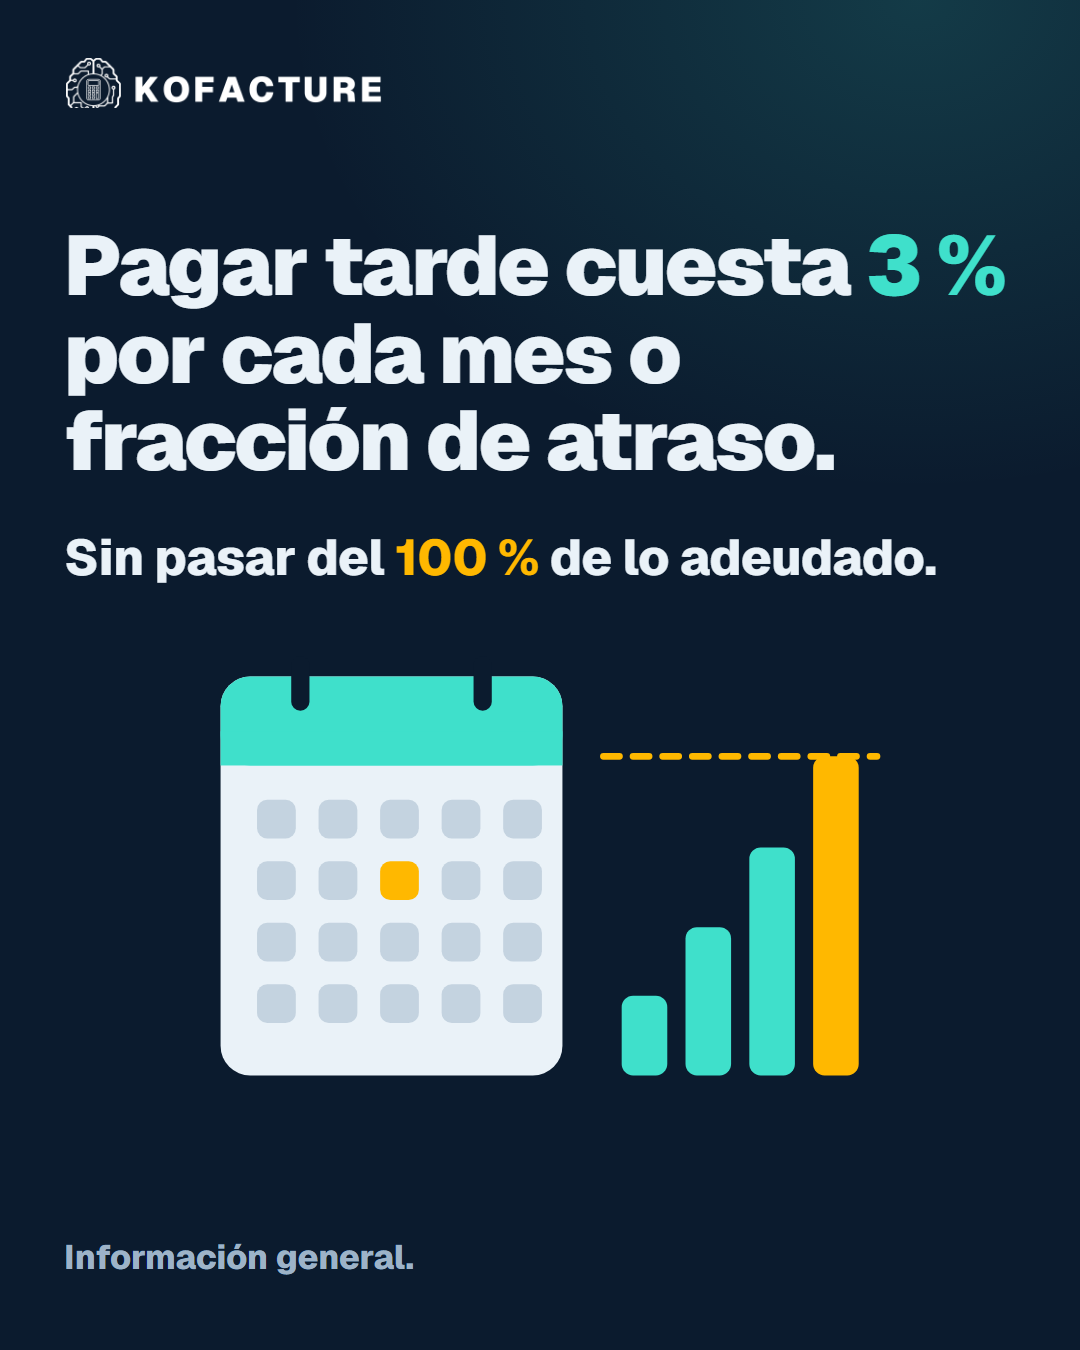 KOFACTURE
Pagar tarde cuesta 3 %
por cada mes o
fracción de atraso.
Sin pasar del 100 % de lo adeudado.
Información general.